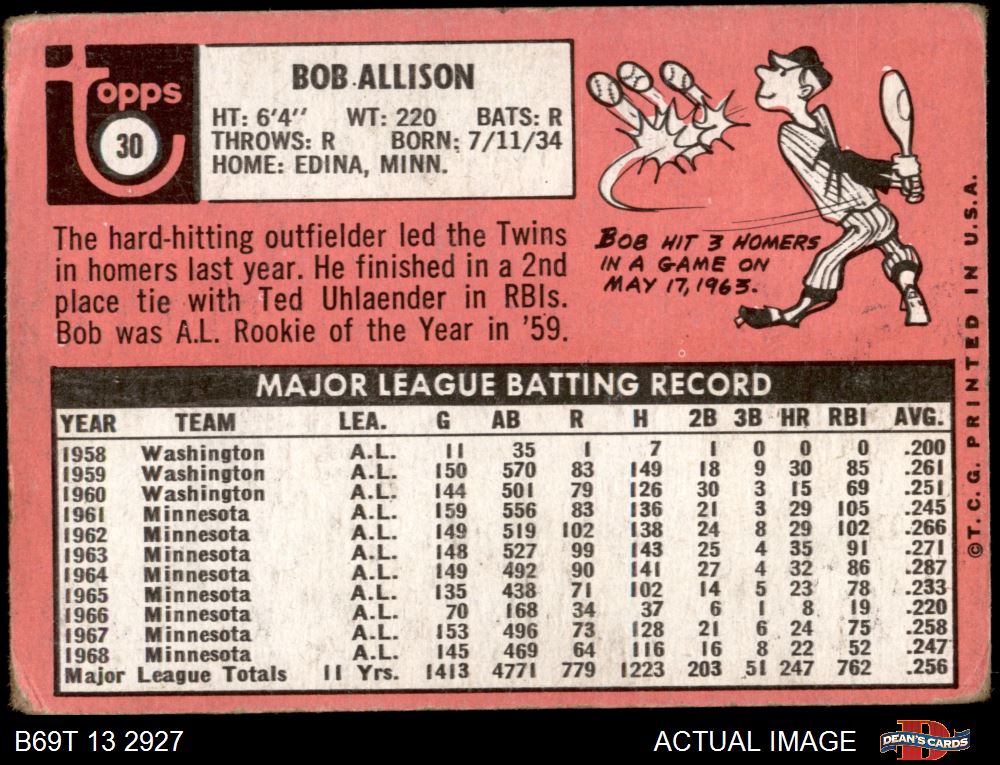 Topps
30
BOB ALLISON
HT: 6'4" WT: 220 BATS: R
THROWS: R BORN: 7/11/34
HOME: EDINA, MINN.
The hard-hitting outfielder led the Twins
in homers last year. He finished in a 2nd
place tie with Ted Uhlaender in RBIs.
Bob was A.L. Rookie of the Year in '59.
BOB HIT 3 HOMERS
IN A GAME ON
MAY 17, 1963.
MAJOR LEAGUE BATTING RECORD
YEAR TEAM LEA. G AB R H 2B 3B HR RBI AVG.
1958 Washington A.L. 11 35 1 7 1 0 0 0 .200
1959 Washington A.L. 150 570 83 149 18 9 30 85 .261
1960 Washington A.L. 144 501 79 126 30 3 15 69 .251
1961 Minnesota A.L. 159 556 83 136 21 3 29 105 .245
1962 Minnesota A.L. 149 519 102 138 24 8 29 102 .266
1963 Minnesota A.L. 148 527 99 143 25 4 35 91 .271
1964 Minnesota A.L. 149 492 90 141 27 4 32 86 .287
1965 Minnesota A.L. 135 438 71 102 14 5 23 78 .233
1966 Minnesota A.L. 70 168 34 37 6 1 8 19 .220
1967 Minnesota A.L. 153 496 73 128 21 6 24 75 .258
1968 Minnesota A.L. 145 469 64 116 16 8 22 52 .247
Major League Totals 11 Yrs. 1413 4771 779 1223 203 51 247 762 .256
©T.C.G. PRINTED IN U.S.A.
B69T 13 2927
ACTUAL IMAGE
DEAN'S CARDS